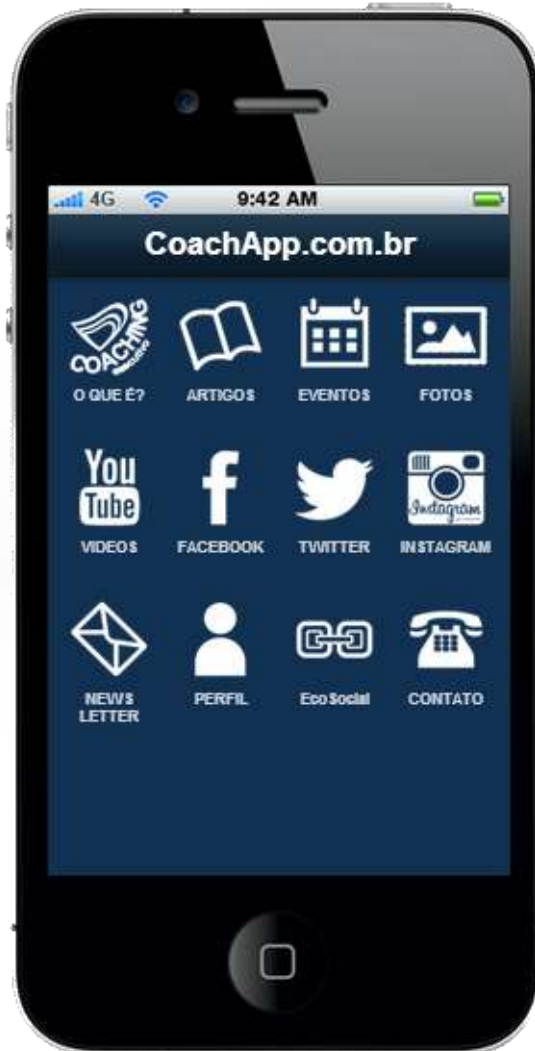 4G 9:42 AM
CoachApp.com.br
COACHING
O QUE É? ARTIGOS EVENTOS FOTOS
You
Tube
Instagram
VIDEOS FACEBOOK TWITTER INSTAGRAM
NEWS PERFIL EcoSocial CONTATO
LETTER